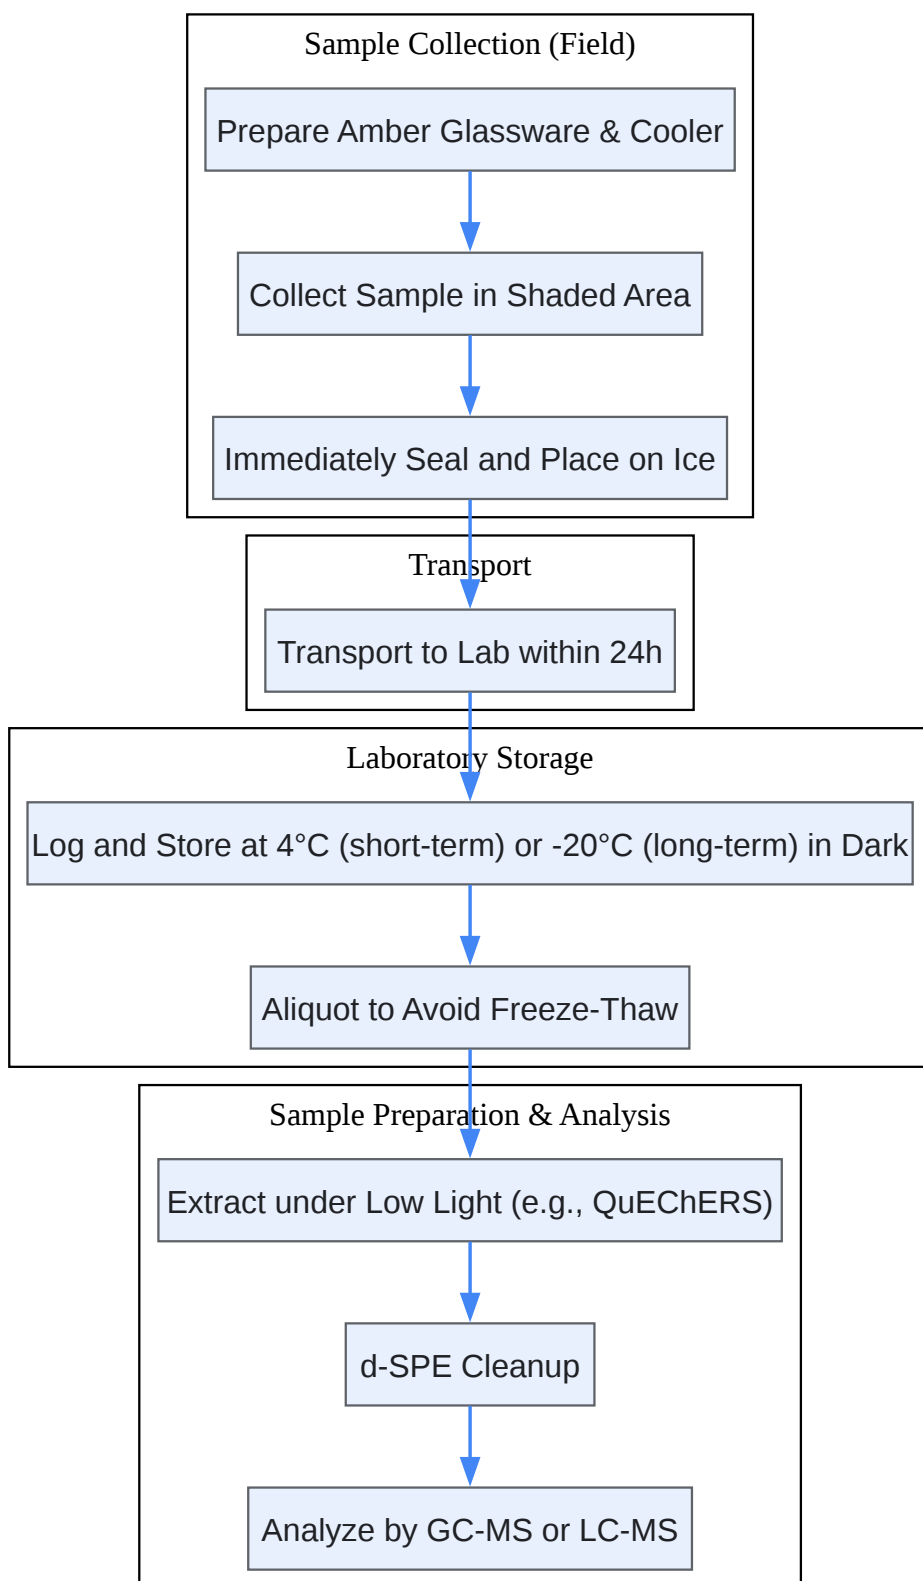 Sample Collection (Field)
Prepare Amber Glassware & Cooler
Collect Sample in Shaded Area
Immediately Seal and Place on Ice
Transport
Transport to Lab within 24h
Laboratory Storage
Log and Store at 4°C (short-term) or -20°C (long-term) in Dark
Aliquot to Avoid Freeze-Thaw
Sample Preparation & Analysis
Extract under Low Light (e.g., QuEChERS)
d-SPE Cleanup
Analyze by GC-MS or LC-MS